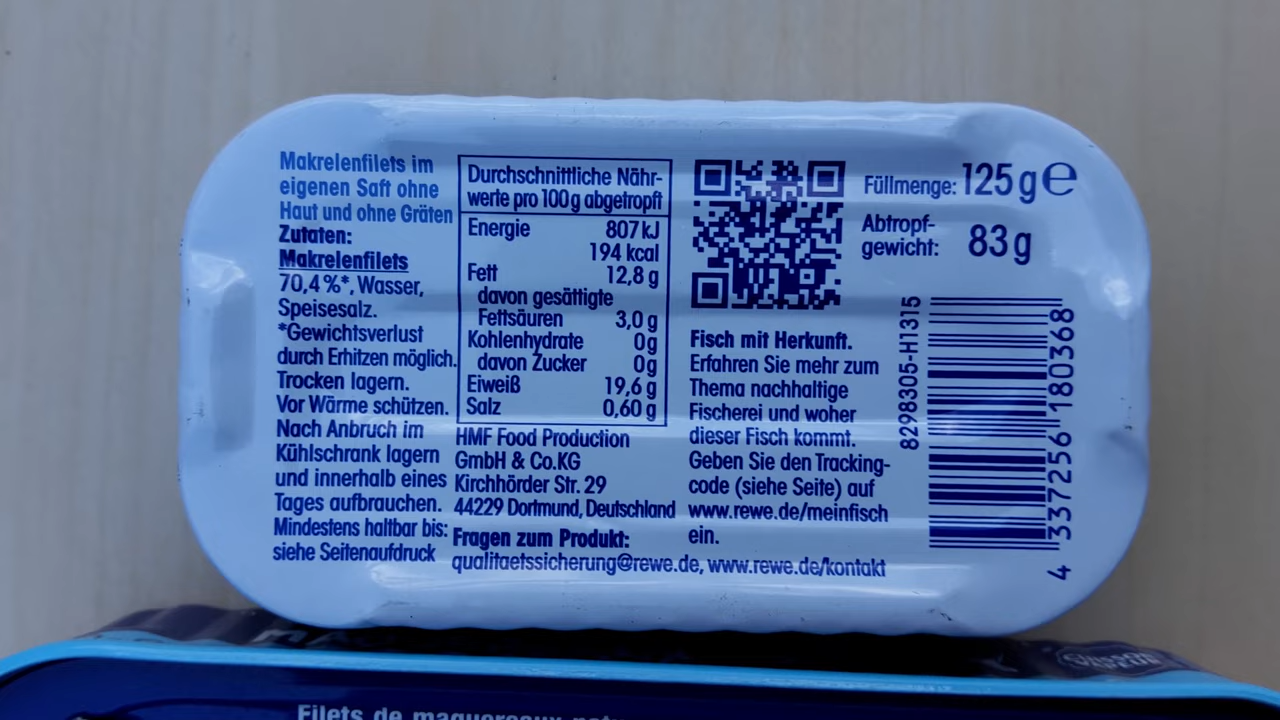 Makrelenfilets im
eigenen Saft ohne
Haut und ohne Gräten
Zutaten:
Makrelenfilets
70,4%*, Wasser,
Speisesalz.
*Gewichtsverlust
durch Erhitzen möglich.
Trocken lagern.
Vor Wärme schützen.
Nach Anbruch im
Kühlschrank lagern
und innerhalb eines
Tages aufbrauchen.
Mindestens haltbar bis:
siehe Seitenaufdruck
Durchschnittliche Nähr-
werte pro 100g abgetropft
Energie 807 kJ
194 kcal
Fett 12,8 g
davon gesättigte
Fettsäuren 3,0 g
Kohlenhydrate 0g
davon Zucker 0g
Eiweiß 19,6 g
Salz 0,60 g
HMF Food Production
GmbH & Co.KG
Kirchhörder Str. 29
44229 Dortmund, Deutschland
Fragen zum Produkt:
qualitaetssicherung@rewe.de, www.rewe.de/kontakt
Fisch mit Herkunft.
Erfahren Sie mehr zum
Thema nachhaltige
Fischerei und woher
dieser Fisch kommt.
Geben Sie den Tracking-
code (siehe Seite) auf
www.rewe.de/meinfisch
ein.
Füllmenge: 125 g e
Abtropf-
gewicht: 83 g
8298305-H1315
4 337256 180368
Filets de maquereaux